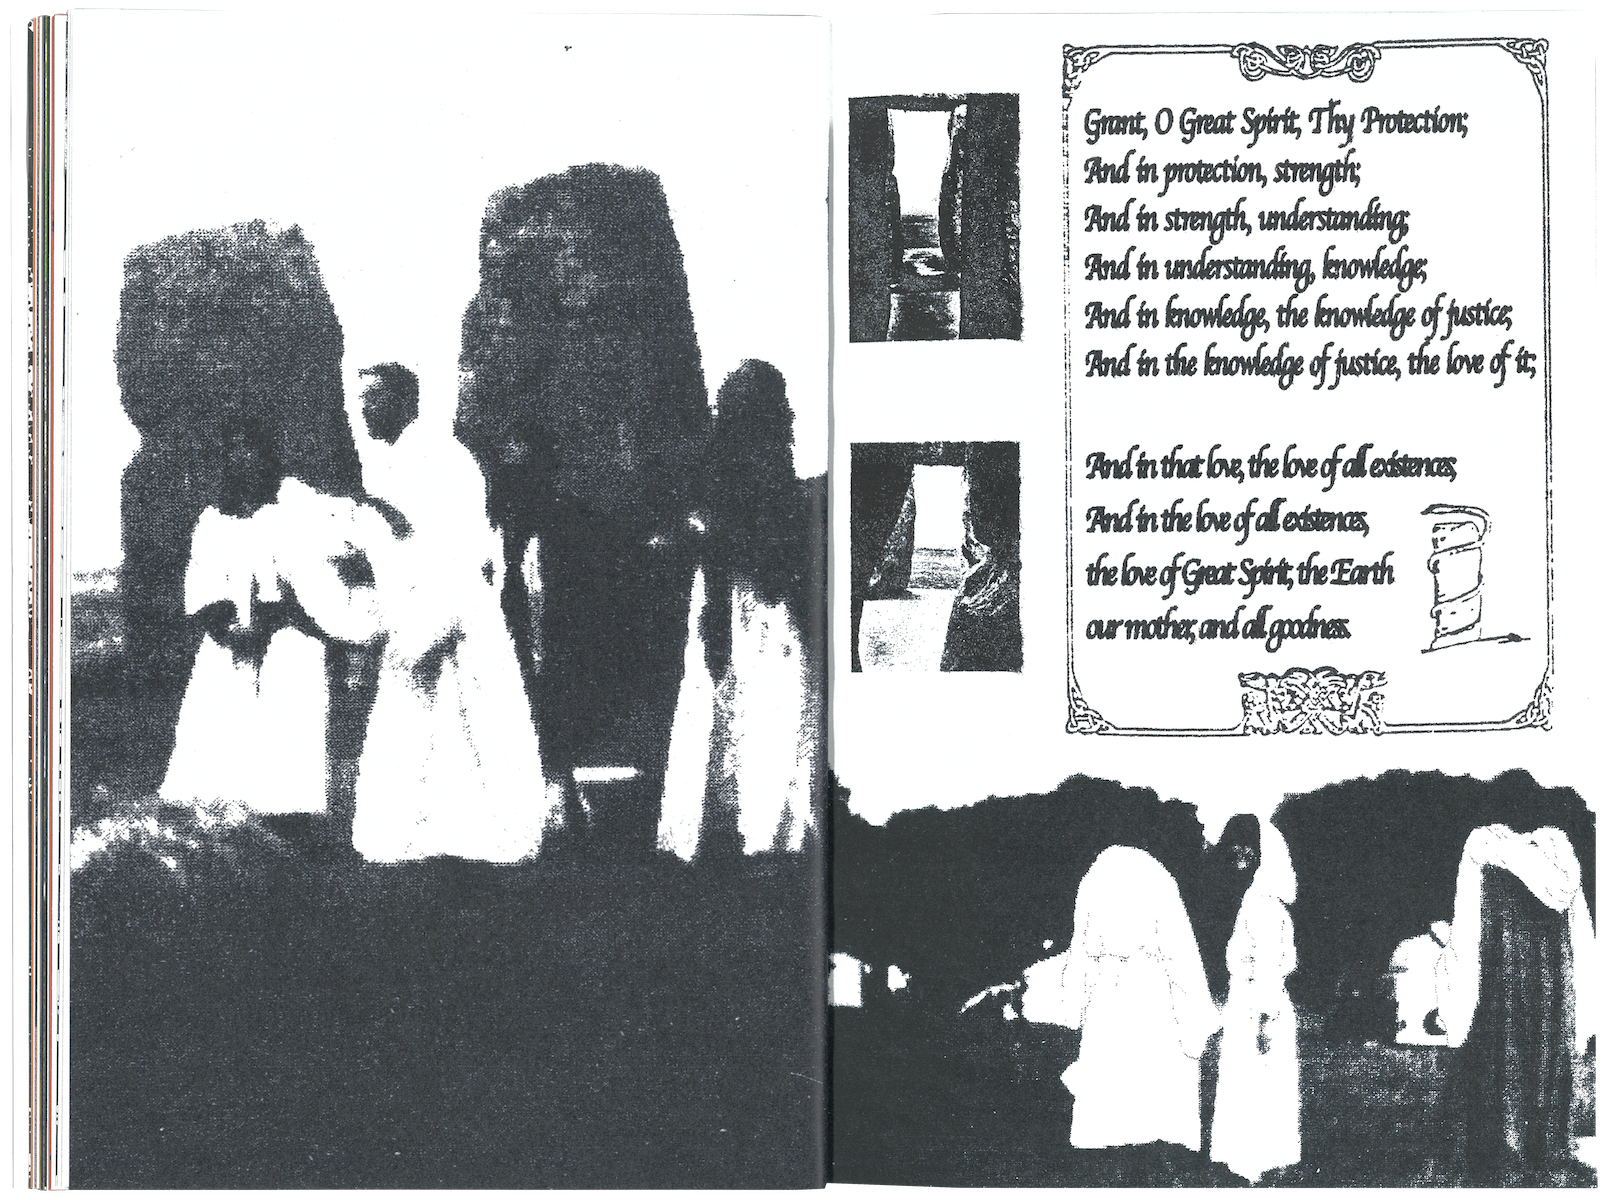 Grant, O Great Spirit, Thy Protection;
And in protection, strength;
And in strength, understanding;
And in understanding, knowledge;
And in knowledge, the knowledge of justice;
And in the knowledge of justice, the love of it;
And in that love, the love of all existences;
And in the love of all existences,
the love of Great Spirit, the Earth
our mother, and all goodness.